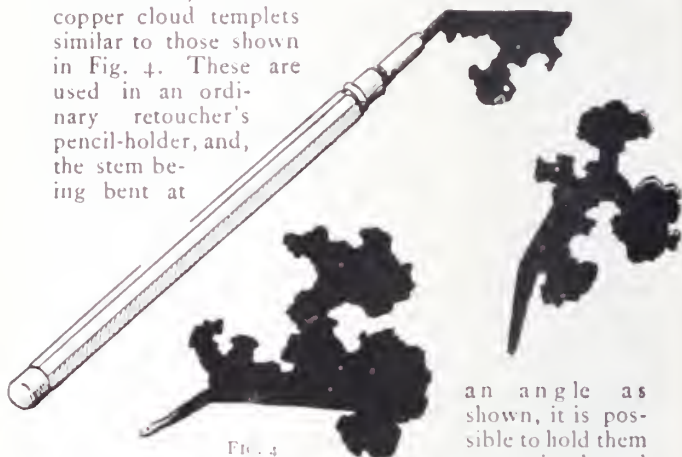 copper cloud templets
similar to those shown
in Fig. 4. These are
used in an ordi-
nary retoucher's
pencil-holder, and,
the stem be-
ing bent at
Fig. 4
an angle as
shown, it is pos-
sible to hold them